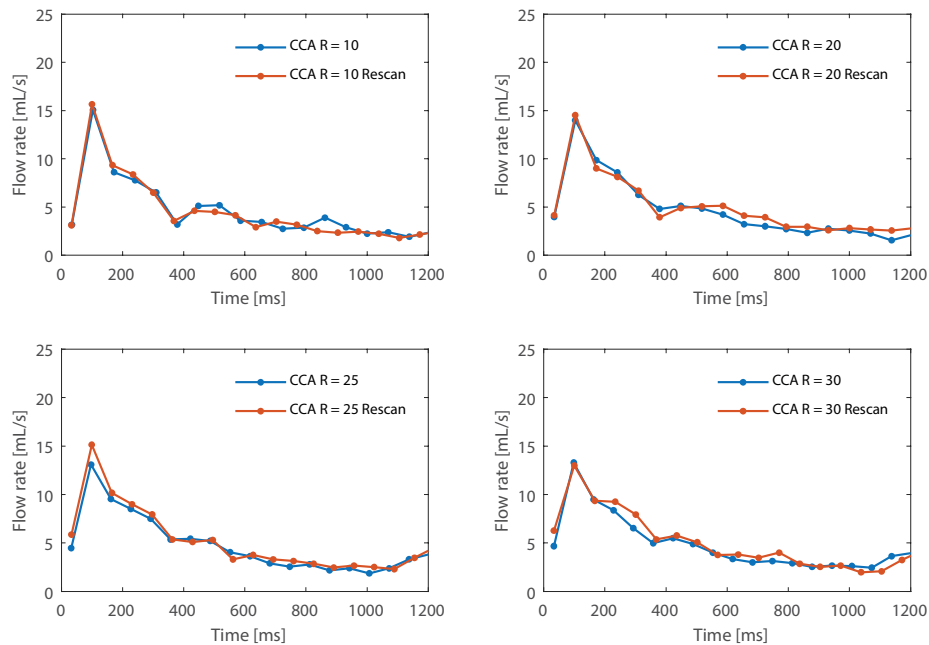 25
20
15
10
5
0
Flow rate [mL/s]
CCA R = 10
CCA R = 10 Rescan
0 200 400 600 800 1000 1200
Time [ms]
25
20
15
10
5
0
Flow rate [mL/s]
CCA R = 20
CCA R = 20 Rescan
0 200 400 600 800 1000 1200
Time [ms]
25
20
15
10
5
0
Flow rate [mL/s]
CCA R = 25
CCA R = 25 Rescan
0 200 400 600 800 1000 1200
Time [ms]
25
20
15
10
5
0
Flow rate [mL/s]
CCA R = 30
CCA R = 30 Rescan
0 200 400 600 800 1000 1200
Time [ms]